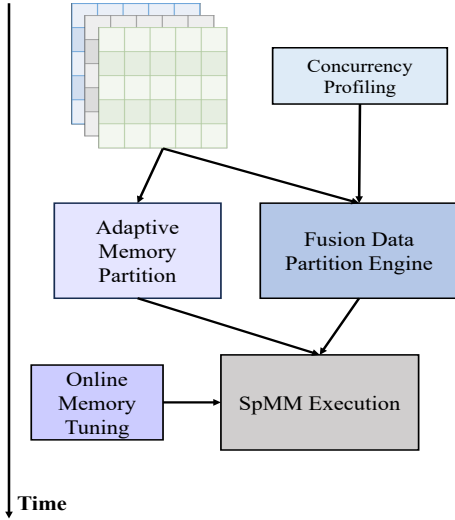 Concurrency
Profiling
Adaptive
Memory
Partition
Fusion Data
Partition Engine
Online
Memory
Tuning
SpMM Execution
Time